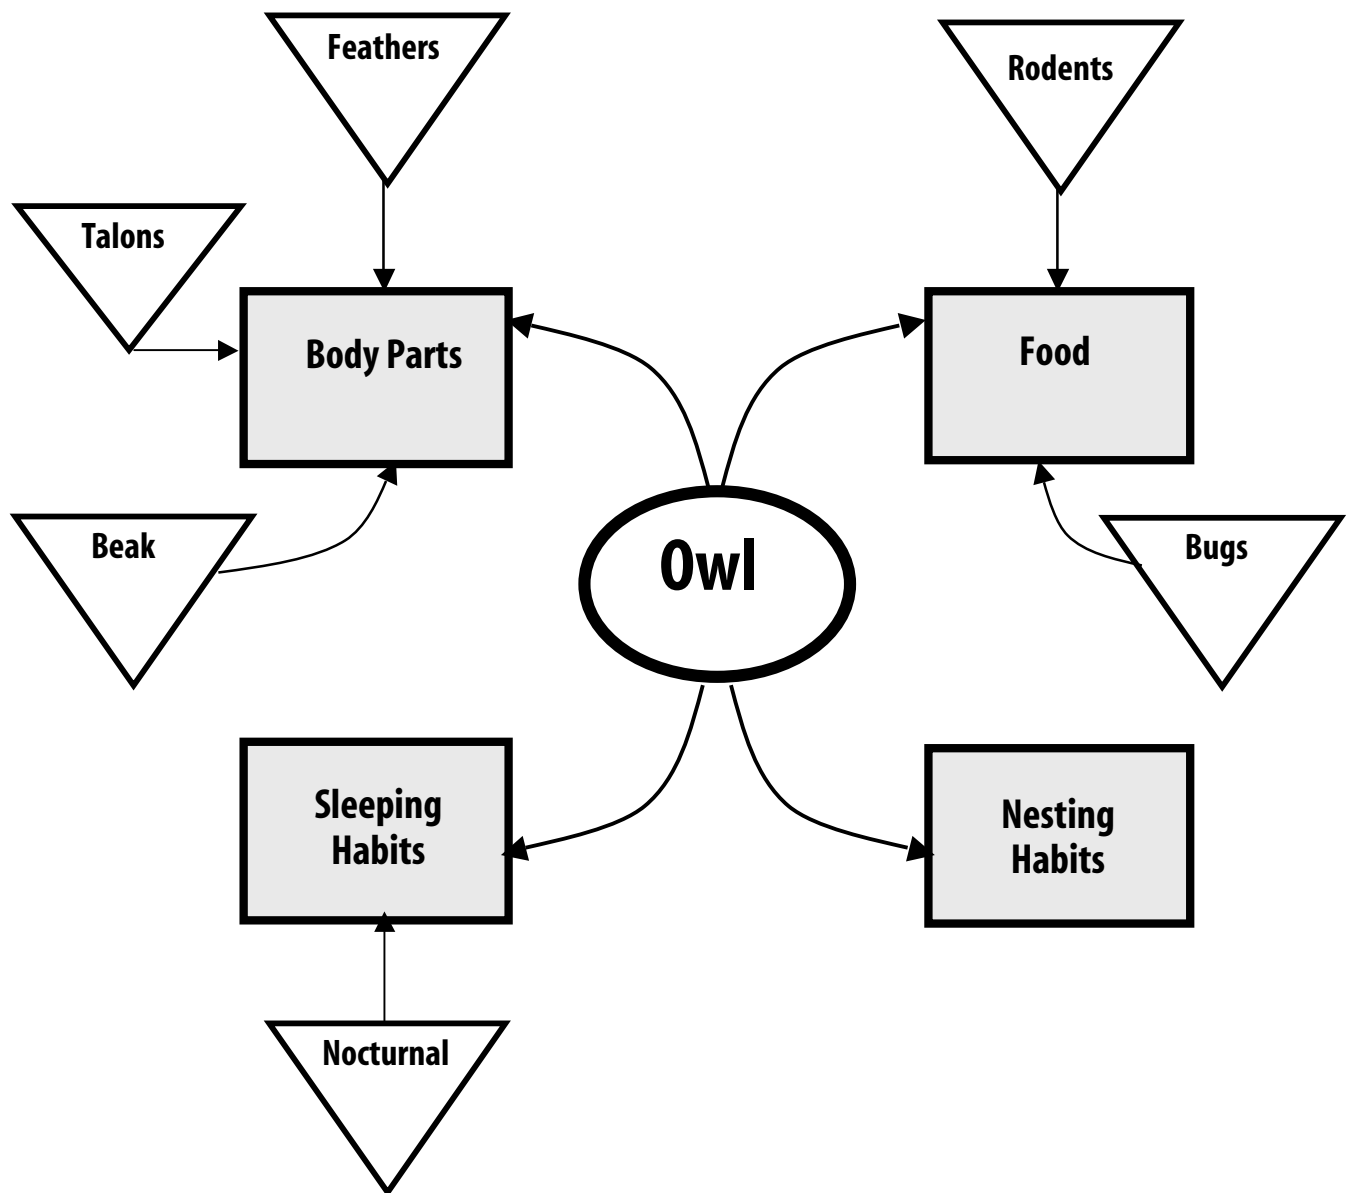 Feathers
Rodents
Talons
Body Parts
Food
Beak
Owl
Bugs
Sleeping
Habits
Nesting
Habits
Nocturnal